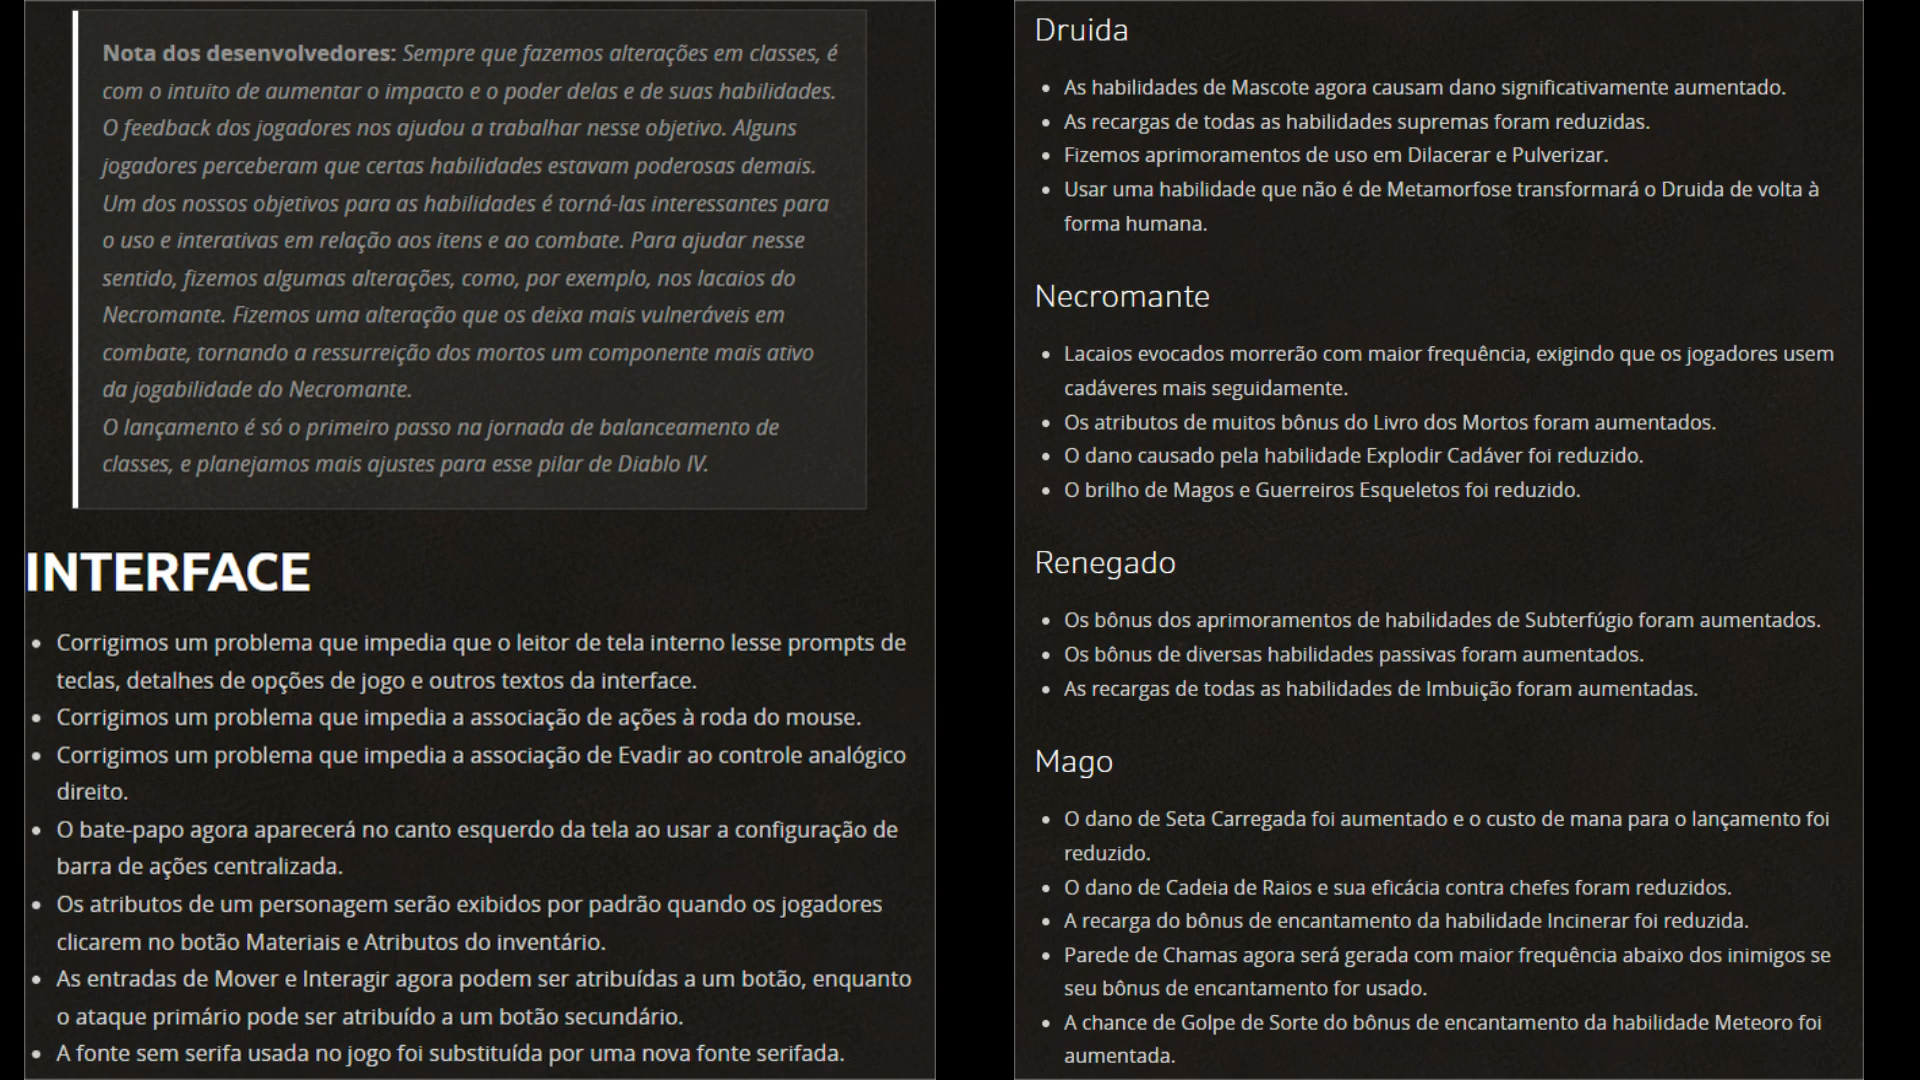 Nota dos desenvolvedores: Sempre que fazemos alterações em classes, é
com o intuito de aumentar o impacto e o poder delas e de suas habilidades.
O feedback dos jogadores nos ajudou a trabalhar nesse objetivo. Alguns
jogadores perceberam que certas habilidades estavam poderosas demais.
Um dos nossos objetivos para as habilidades é torná-las interessantes para
o uso e interativas em relação aos itens e ao combate. Para ajudar nesse
sentido, fizemos algumas alterações, como, por exemplo, nos lacaios do
Necromante. Fizemos uma alteração que os deixa mais vulneráveis em
combate, tornando a ressurreição dos mortos um componente mais ativo
da jogabilidade do Necromante.
O lançamento é só o primeiro passo na jornada de balanceamento de
classes, e planejamos mais ajustes para esse pilar de Diablo IV.
INTERFACE
• Corrigimos um problema que impedia que o leitor de tela interno lesse prompts de
teclas, detalhes de opções de jogo e outros textos da interface.
• Corrigimos um problema que impedia a associação de ações à roda do mouse.
• Corrigimos um problema que impedia a associação de Evadir ao controle analógico
direito.
• O bate-papo agora aparecerá no canto esquerdo da tela ao usar a configuração de
barra de ações centralizada.
• Os atributos de um personagem serão exibidos por padrão quando os jogadores
clicarem no botão Materiais e Atributos do inventário.
• As entradas de Mover e Interagir agora podem ser atribuídas a um botão, enquanto
o ataque primário pode ser atribuído a um botão secundário.
• A fonte sem serifa usada no jogo foi substituída por uma nova fonte serifada.
Druida
• As habilidades de Mascote agora causam dano significativamente aumentado.
• As recargas de todas as habilidades supremas foram reduzidas.
• Fizemos aprimoramentos de uso em Dilacerar e Pulverizar.
• Usar uma habilidade que não é de Metamorfose transformará o Druida de volta à
forma humana.
Necromante
• Lacaios evocados morrerão com maior frequência, exigindo que os jogadores usem
cadáveres mais seguidamente.
• Os atributos de muitos bônus do Livro dos Mortos foram aumentados.
• O dano causado pela habilidade Explodir Cadáver foi reduzido.
• O brilho de Magos e Guerreiros Esqueletos foi reduzido.
Renegado
• Os bônus dos aprimoramentos de habilidades de Subterfúgio foram aumentados.
• Os bônus de diversas habilidades passivas foram aumentados.
• As recargas de todas as habilidades de Imbuição foram aumentadas.
Mago
• O dano de Seta Carregada foi aumentado e o custo de mana para o lançamento foi
reduzido.
• O dano de Cadeia de Raios e sua eficácia contra chefes foram reduzidos.
• A recarga do bônus de encantamento da habilidade Incinerar foi reduzida.
• Parede de Chamas agora será gerada com maior frequência abaixo dos inimigos se
seu bônus de encantamento for usado.
• A chance de Golpe de Sorte do bônus de encantamento da habilidade Meteoro foi
aumentada.